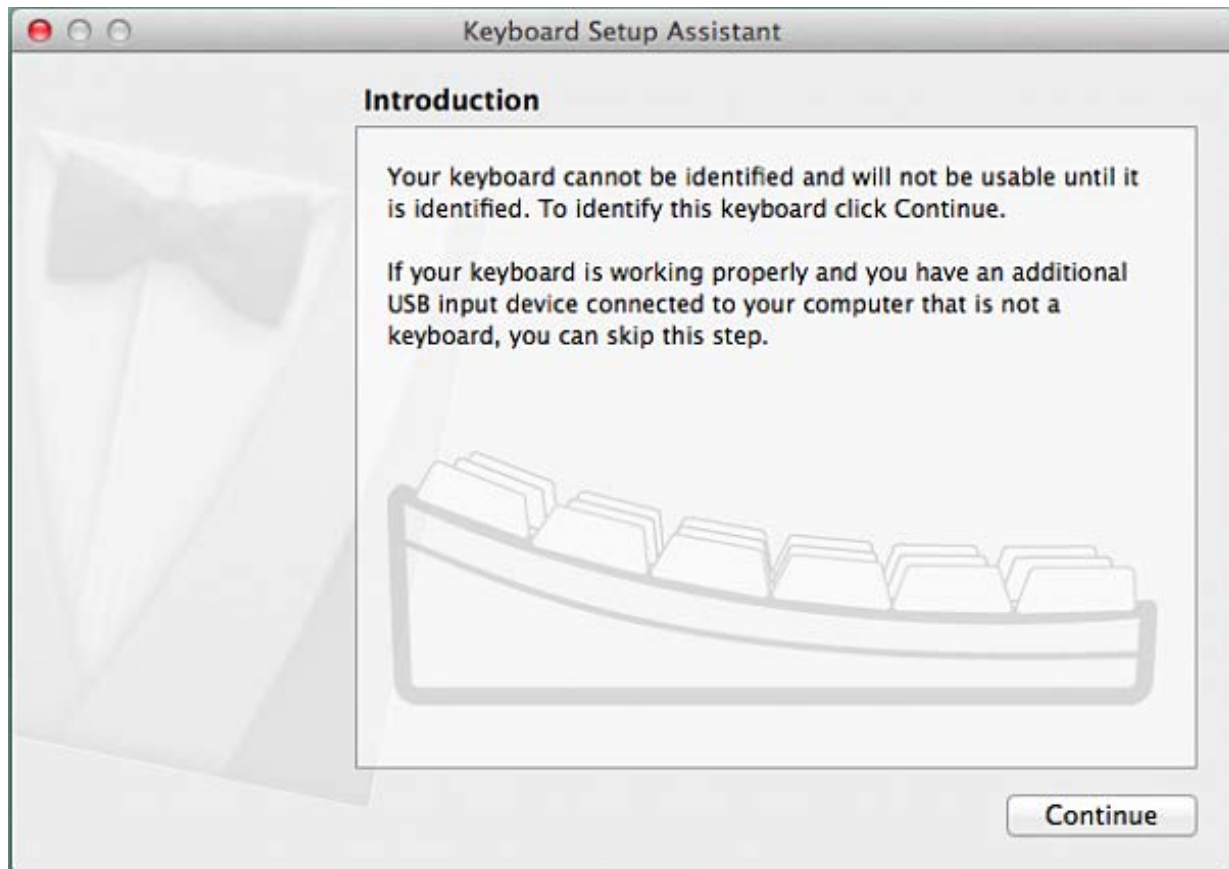 Keyboard Setup Assistant
Introduction
Your keyboard cannot be identified and will not be usable until it
is identified. To identify this keyboard click Continue.
If your keyboard is working properly and you have an additional
USB input device connected to your computer that is not a
keyboard, you can skip this step.
Continue